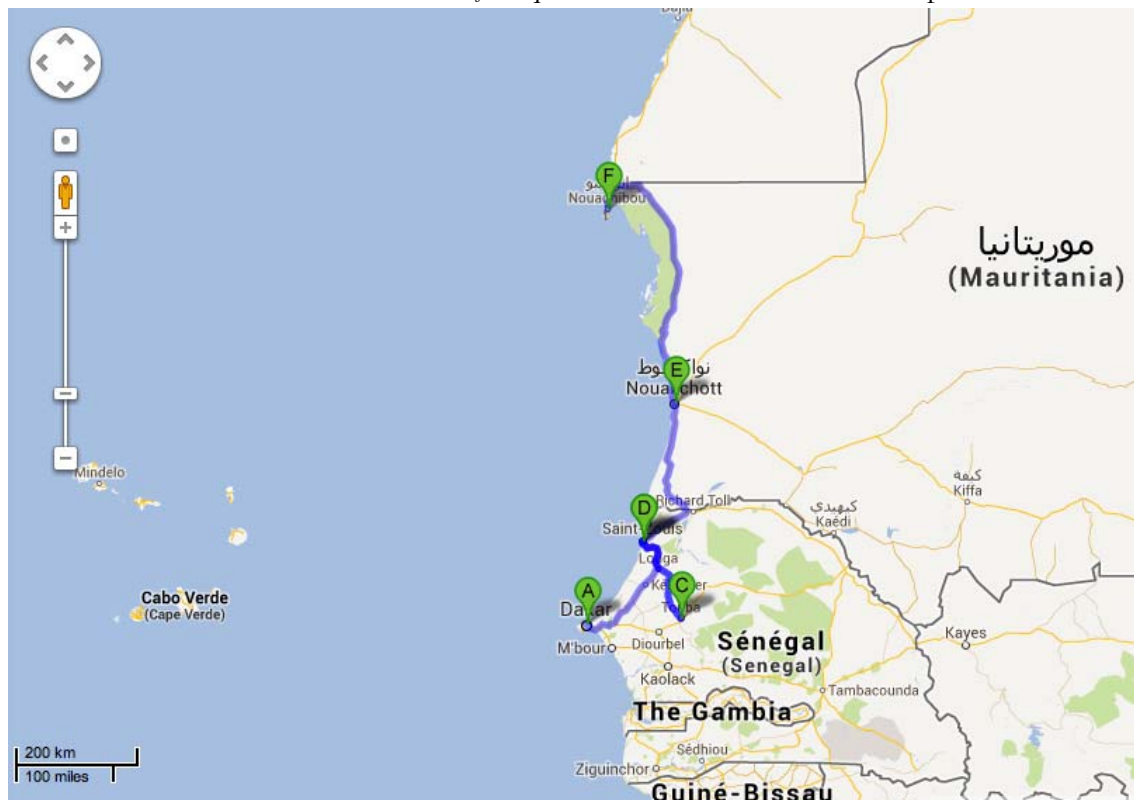 F
Nouadhibou
موريتانيا
(Mauritania)
E
Nouakchott
Mindelo
كيفة
Kiffa
Richard Toll
كيهيدي
Kaédi
D
Saint-Louis
Louga
Cabo Verde
(Cape Verde)
A
Dakar
C
Touba
M'bour
Diourbel
Sénégal
(Senegal)
Kayes
Kaolack
Tambacounda
The Gambia
Sédhiou
Ziguinchor
Guiné-Bissau
200 km
100 miles